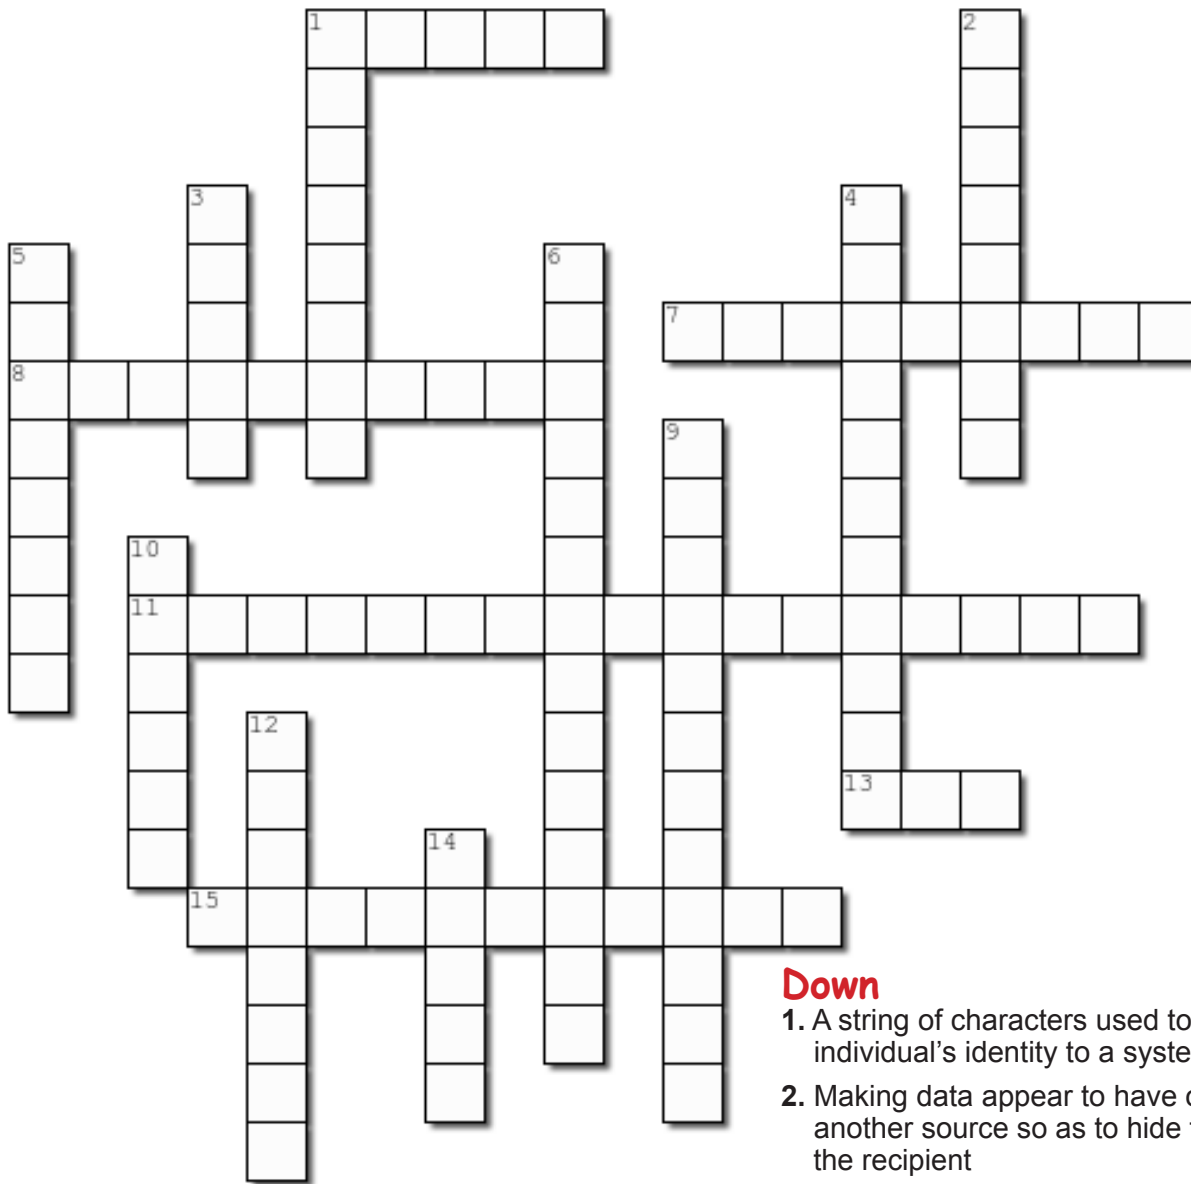 1
2
3
4
5
6
7
8
9
10
11
12
13
14
15
Down
1. A string of characters used to
individual's identity to a
2. Making data appear to have
another source so as to hide
the recipient